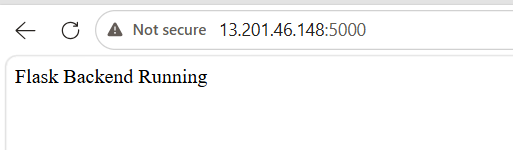 Not secure 13.201.46.148:5000
Flask Backend Running